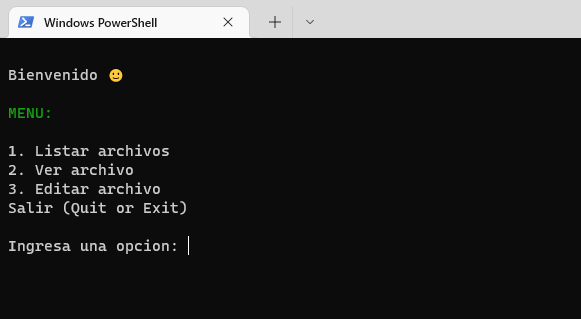 Windows PowerShell
Bienvenido 🙂
MENU:
1. Listar archivos
2. Ver archivo
3. Editar archivo
Salir (Quit or Exit)
Ingresa una opcion: